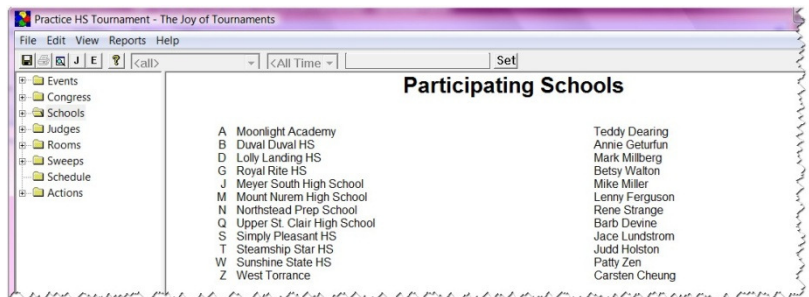 Practice HS Tournament - The Joy of Tournaments
File Edit View Reports Help
J E ? <all> <All Time Set
Events
Congress
Schools
Judges
Rooms
Sweeps
Schedule
Actions
Participating Schools
A Moonlight Academy Teddy Dearing
B Duval Duval HS Annie Geturfun
D Lolly Landing HS Mark Millberg
G Royal Rite HS Betsy Walton
J Meyer South High School Mike Miller
M Mount Nurem High School Lenny Ferguson
N Northstead Prep School Rene Strange
Q Upper St. Clair High School Barb Devine
S Simply Pleasant HS Jace Lundstrom
T Steamship Star HS Judd Holston
W Sunshine State HS Patty Zen
Z West Torrance Carsten Cheung